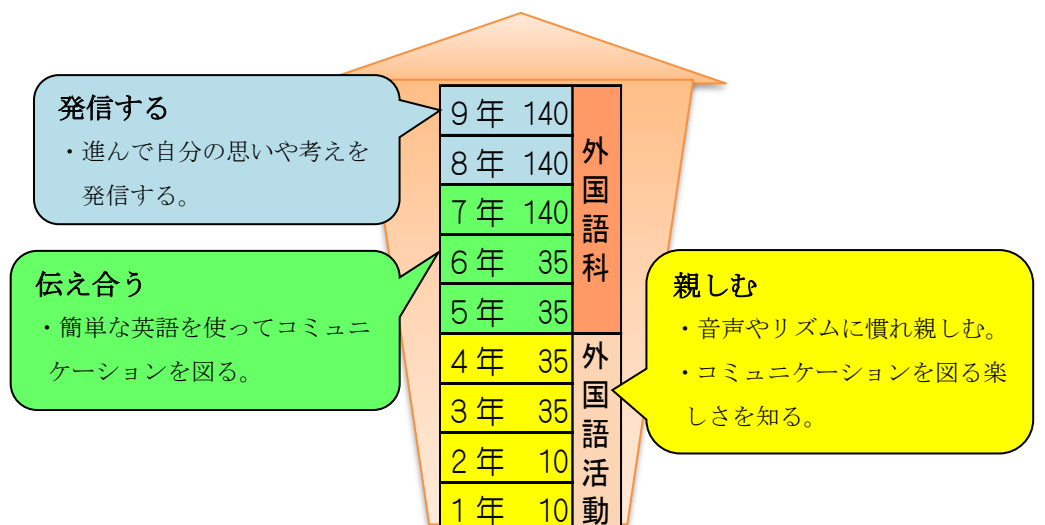 発信する
・進んで自分の思いや考えを
発信する。
伝え合う
・簡単な英語を使ってコミュニ
ケーションを図る。
9年 140
8年 140
7年 140
6年 35
5年 35
4年 35
3年 35
2年 10
1年 10
外国語科
外国語活動
親しむ
・音声やリズムに慣れ親しむ。
・コミュニケーションを図る楽
しさを知る。